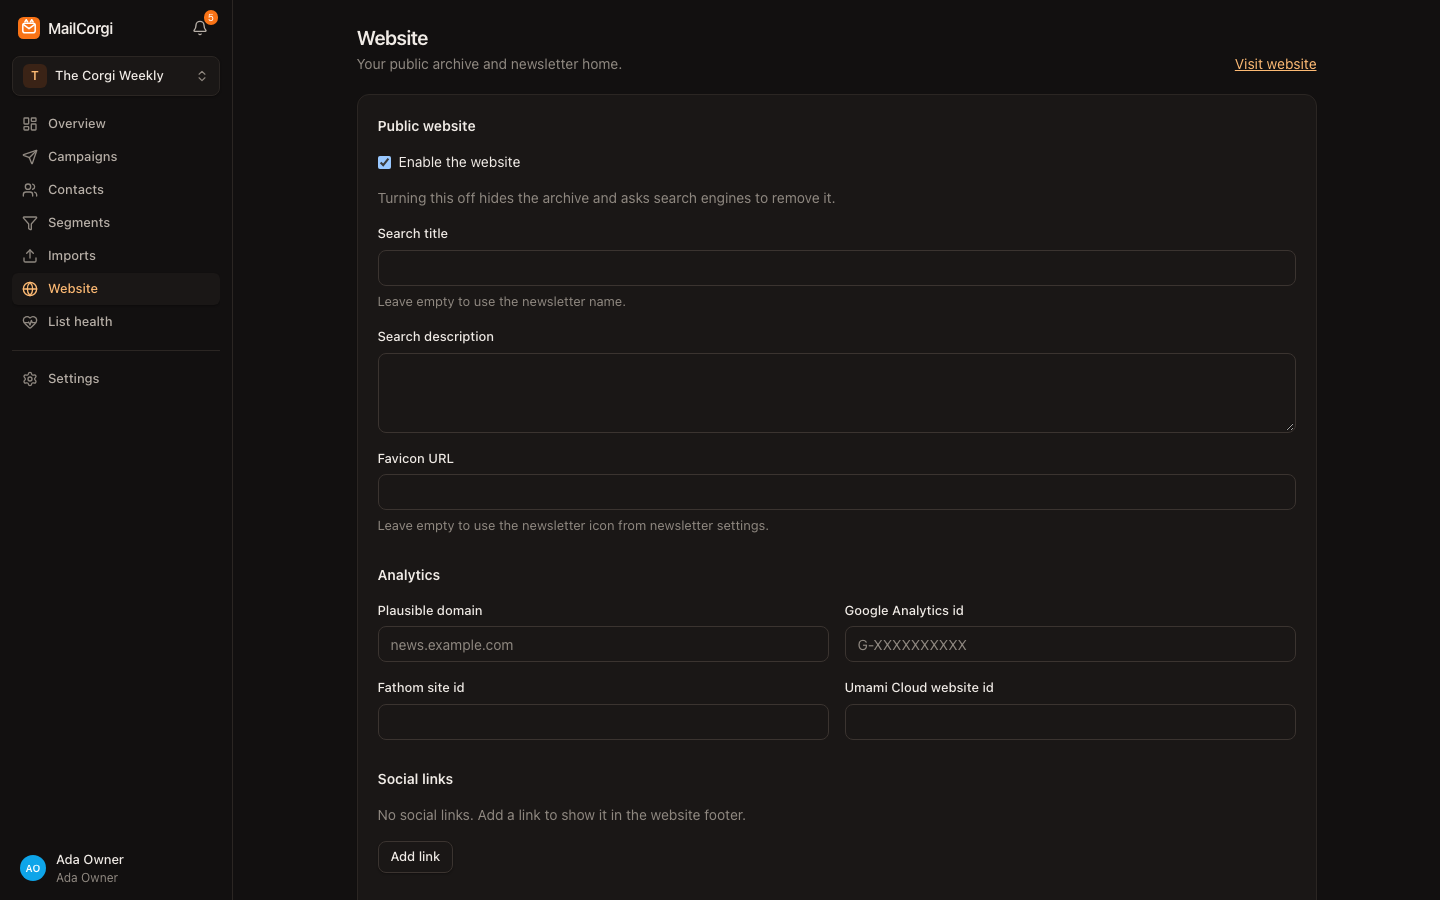 MailCorgi
5
T
The Corgi Weekly
Overview
Campaigns
Contacts
Segments
Imports
Website
List health
Settings
AO
Ada Owner
Ada Owner
Website
Your public archive and newsletter home.
Visit website
Public website
Enable the website
Turning this off hides the archive and asks search engines to remove it.
Search title
Leave empty to use the newsletter name.
Search description
Favicon URL
Leave empty to use the newsletter icon from newsletter settings.
Analytics
Plausible domain
news.example.com
Google Analytics id
G-XXXXXXXXXX
Fathom site id
Umami Cloud website id
Social links
No social links. Add a link to show it in the website footer.
Add link